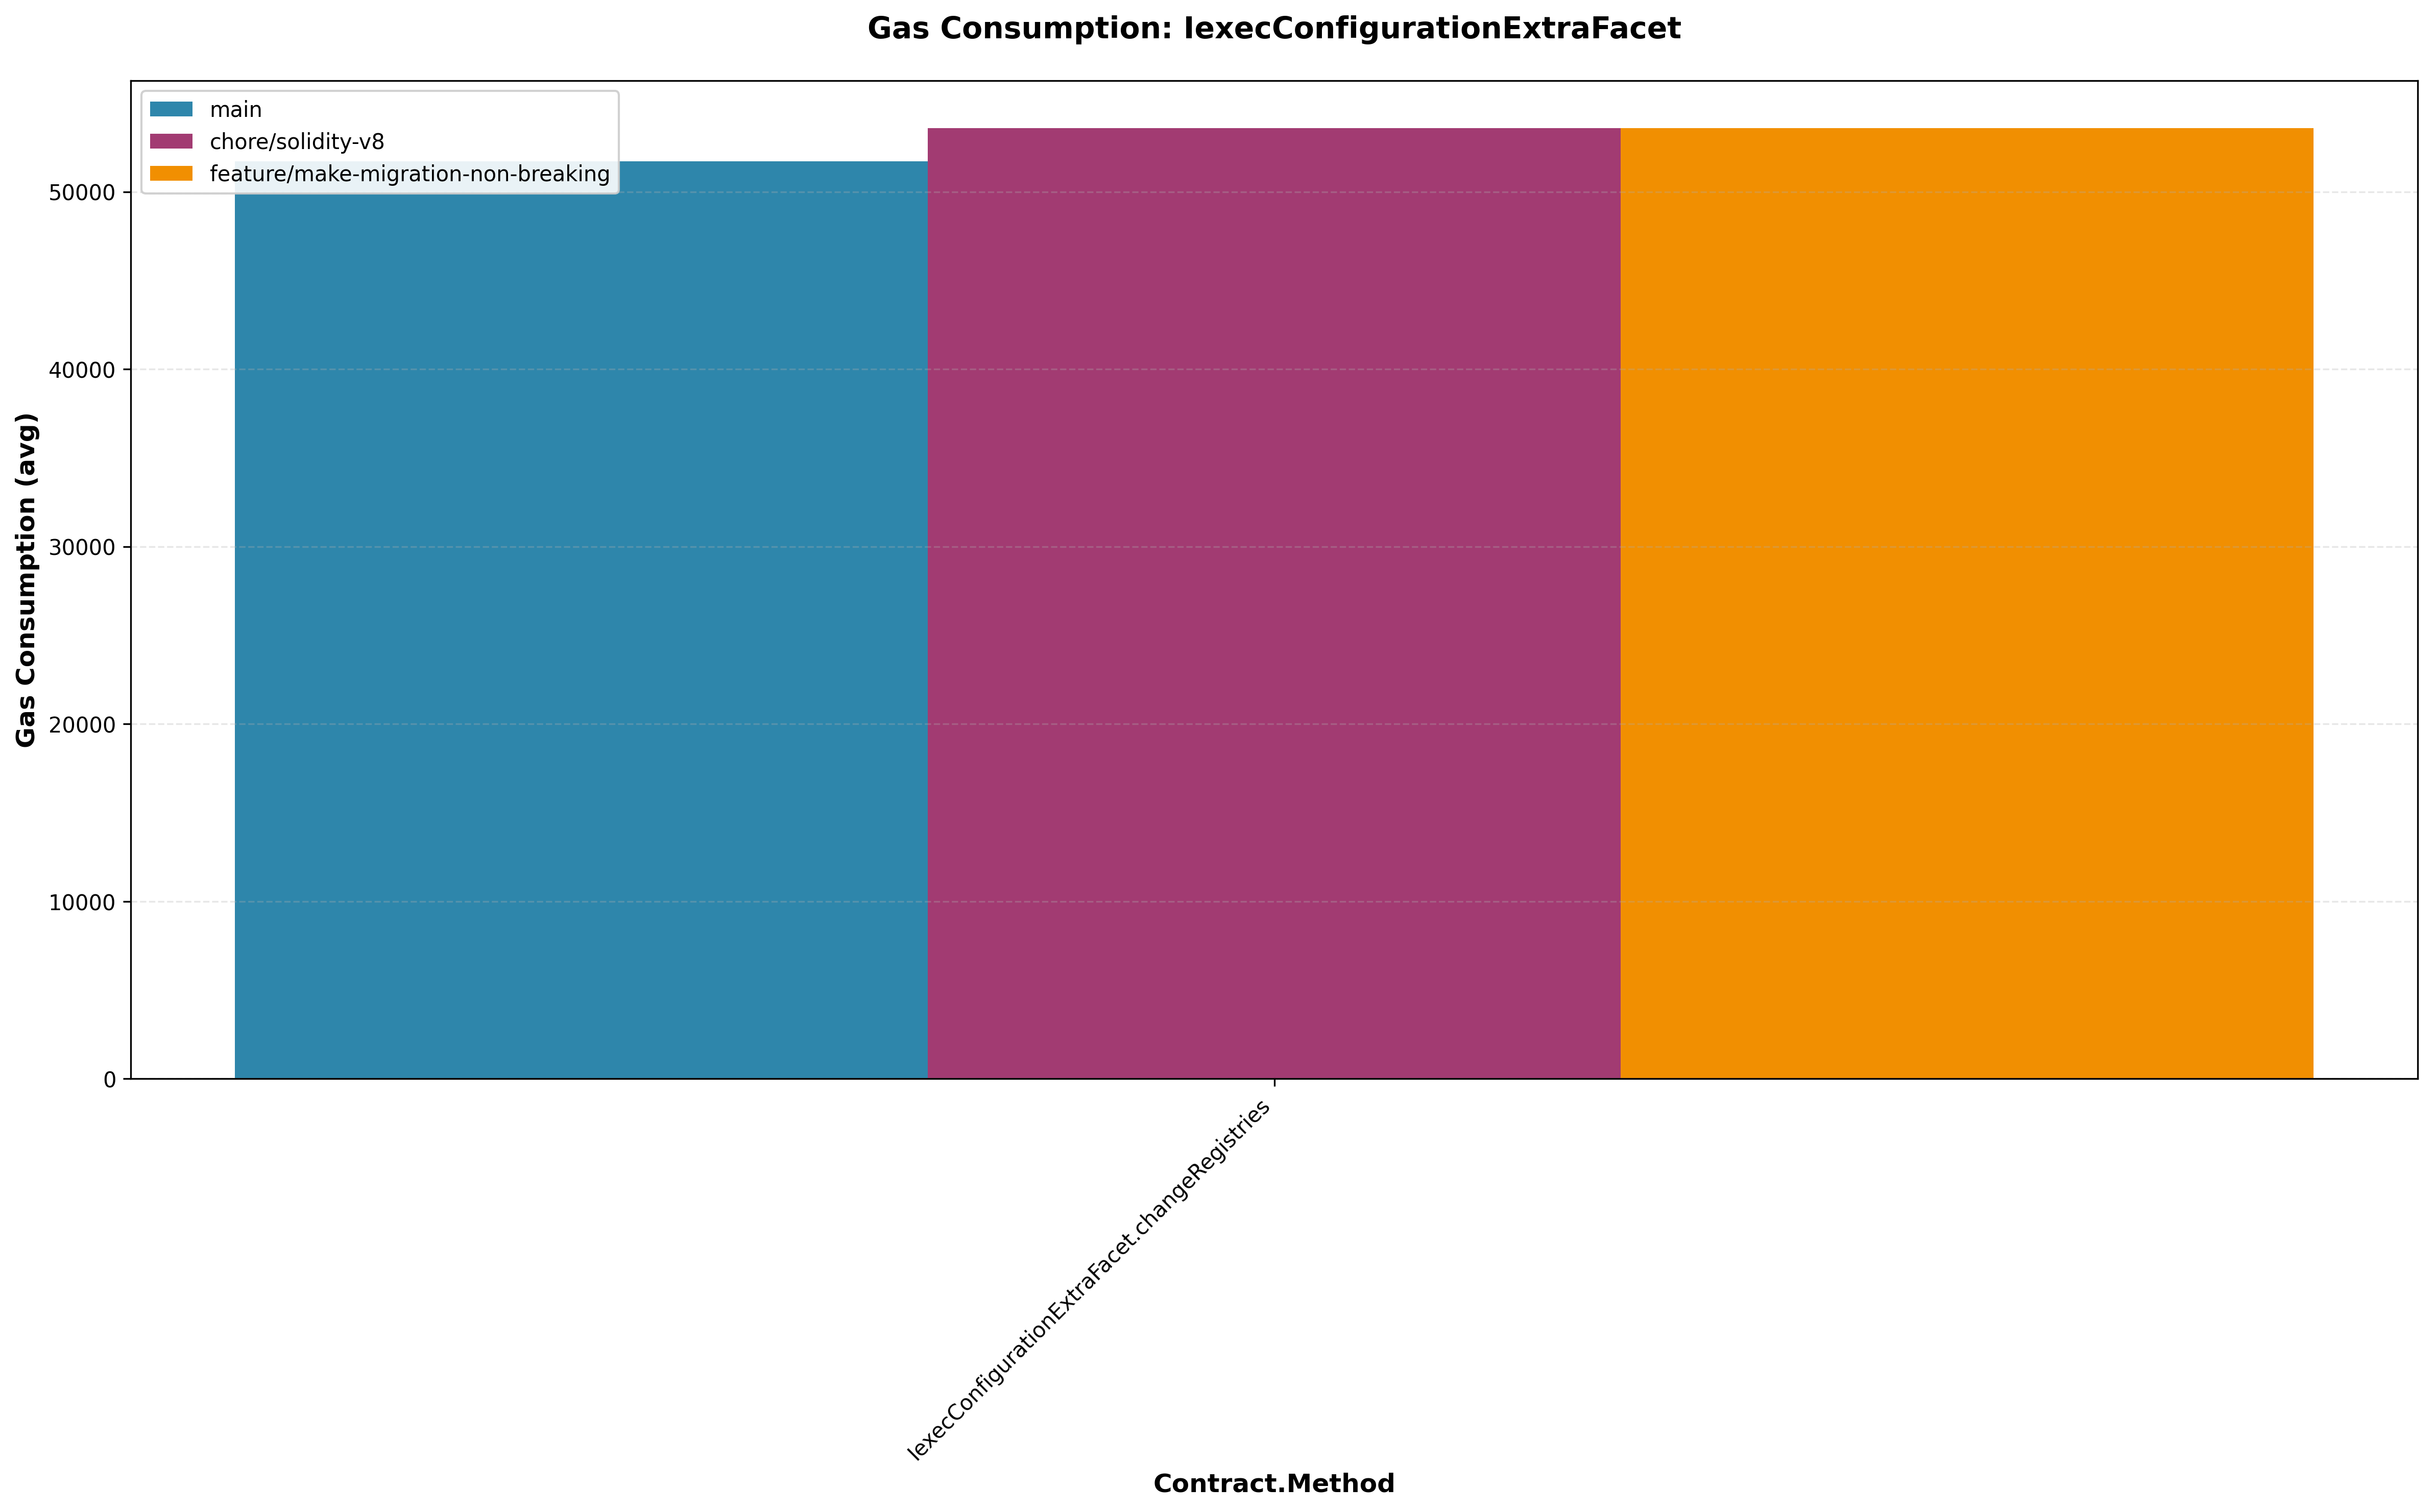 Gas Consumption: IexecConfigurationExtraFacet
main
chore/solidity-v8
feature/make-migration-non-breaking
50000
40000
30000
20000
10000
0
Gas Consumption (avg)
IexecConfigurationExtraFacet.changeRegistries
Contract.Method